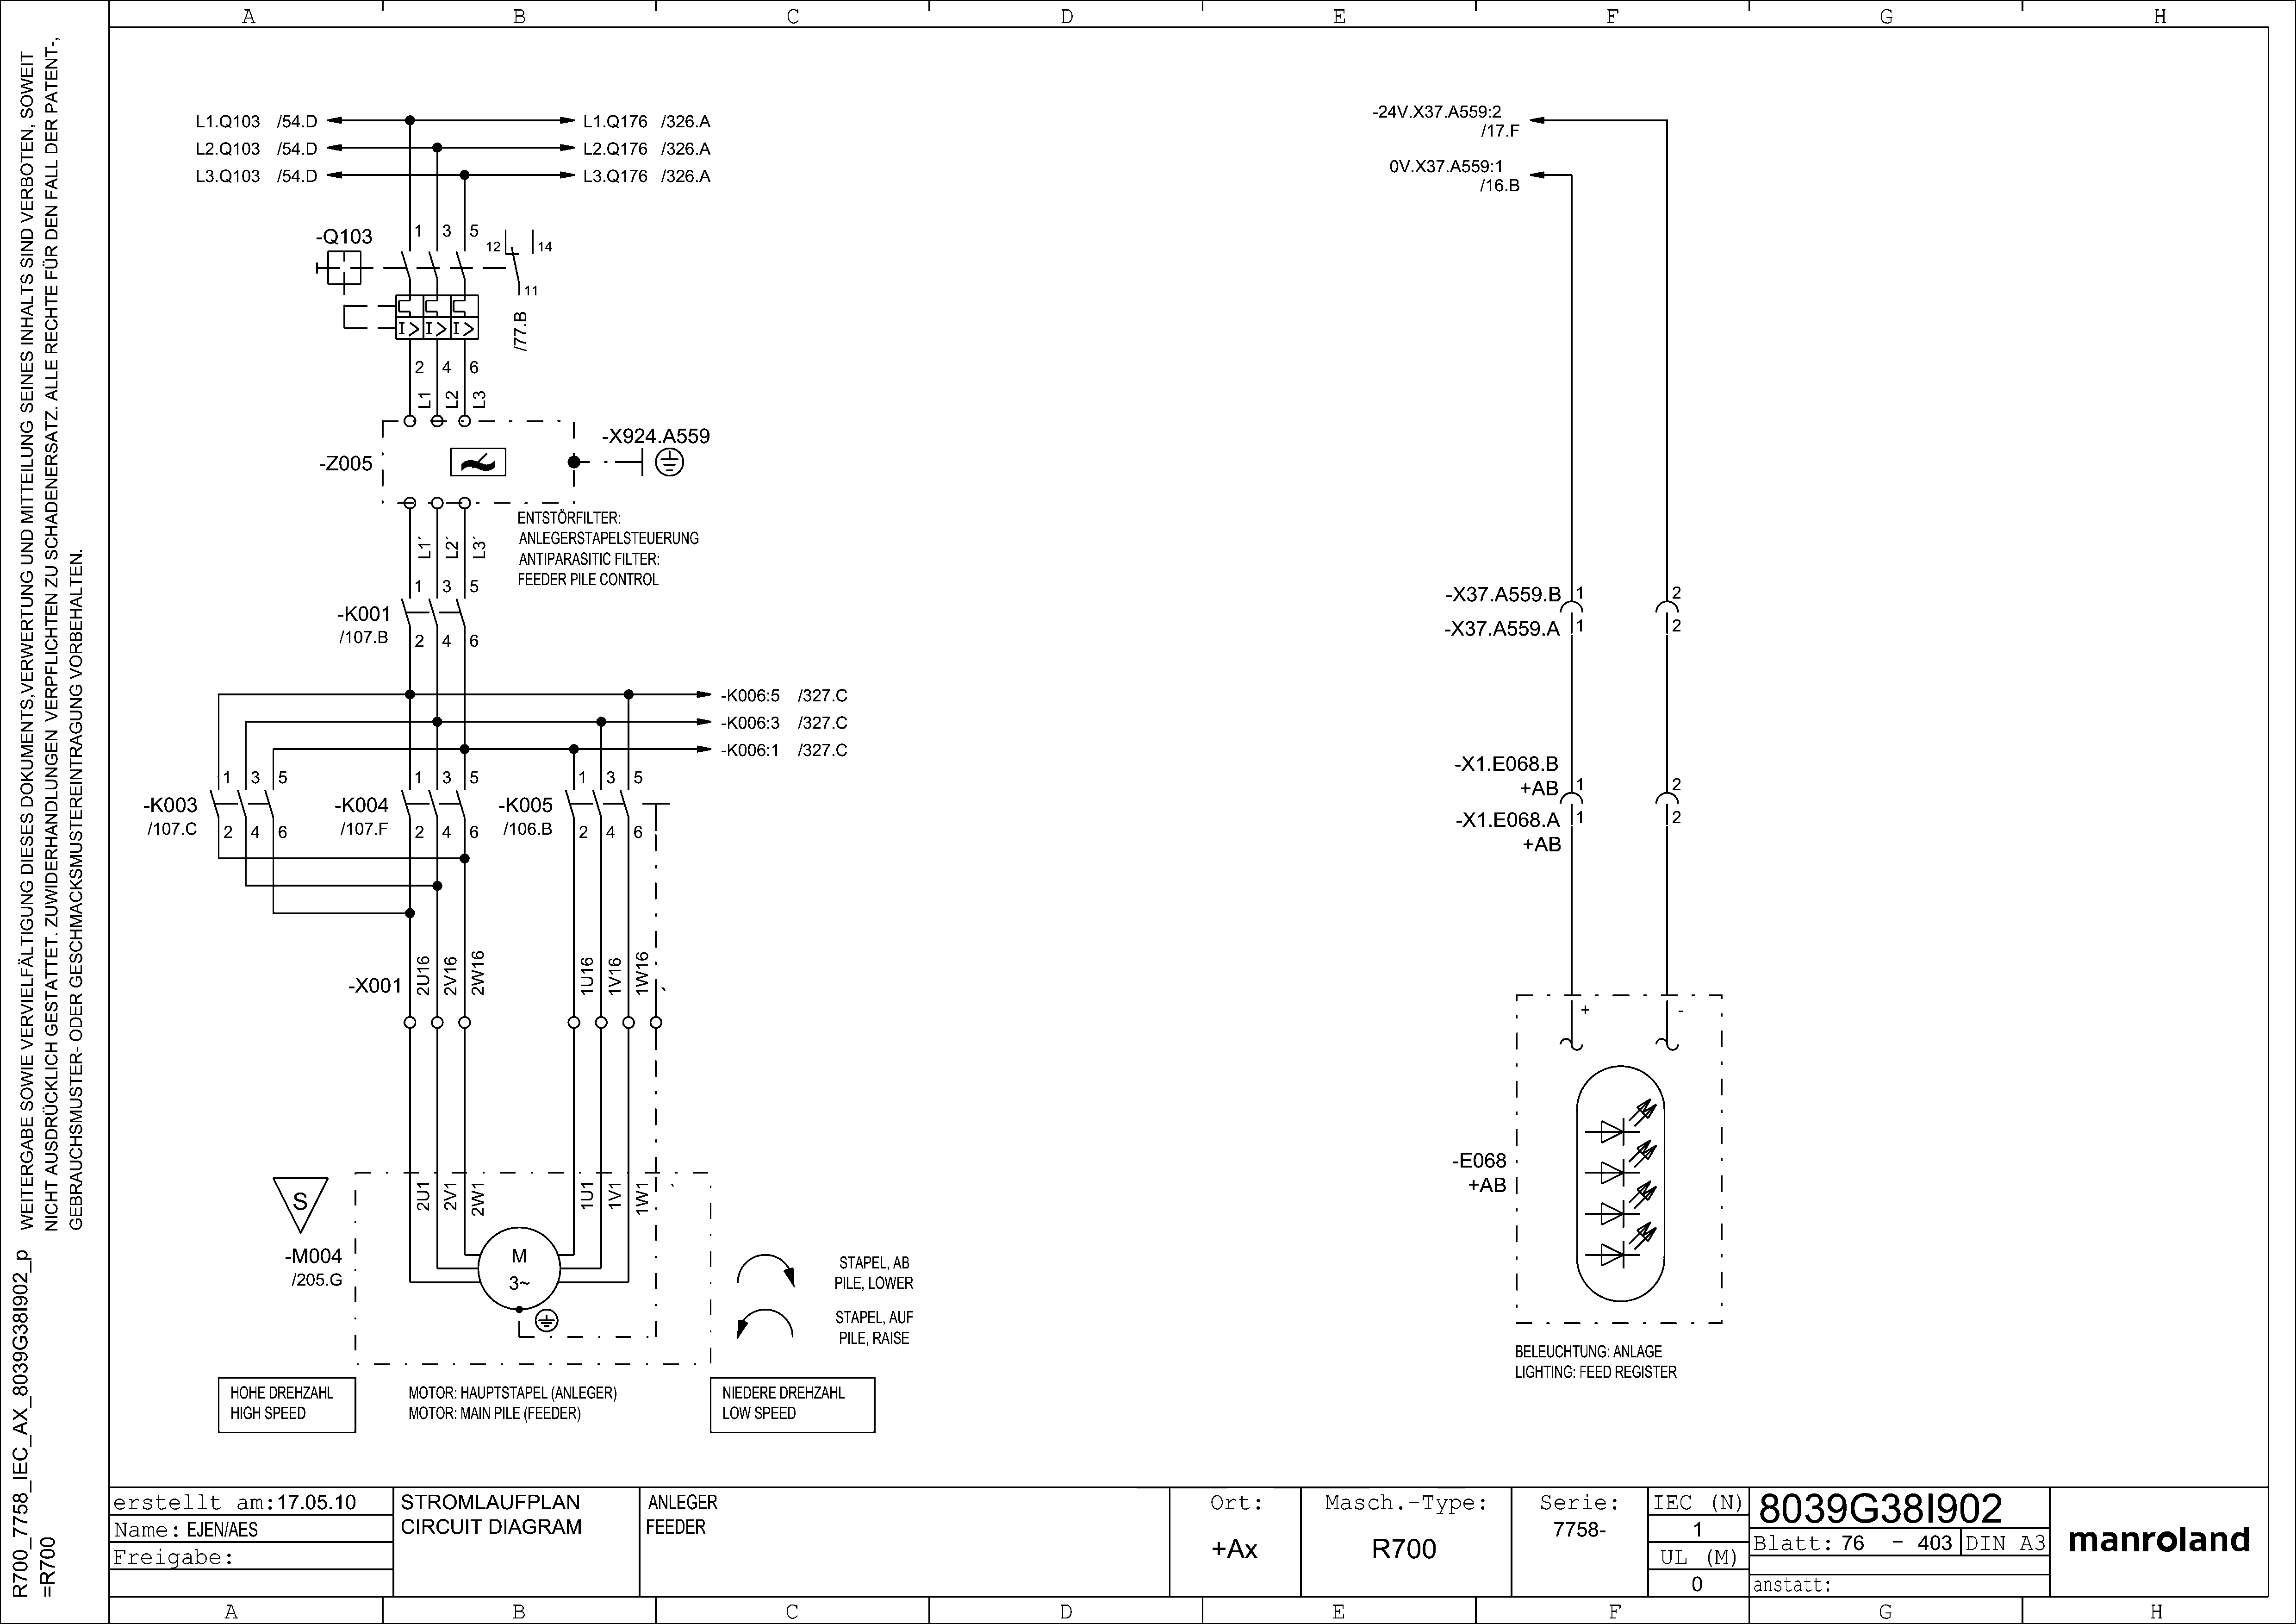 A B C D E F G H
WEITERGABE SOWIE VERVIELFÄLTIGUNG DIESES DOKUMENTS,VERWERTUNG UND MITTEILUNG SEINES INHALTS SIND VERBOTEN, SOWEIT
NICHT AUSDRÜCKLICH GESTATTET. ZUWIDERHANDLUNGEN VERPFLICHTEN ZU SCHADENERSATZ. ALLE RECHTE FÜR DEN FALL DER PATENT-,
GEBRAUCHSMUSTER- ODER GESCHMACKSMUSTEREINTRAGUNG VORBEHALTEN.
R700_7758_IEC_AX_8039G38I902_p
=R700
L1.Q103 /54.D L1.Q176 /326.A
L2.Q103 /54.D L2.Q176 /326.A
L3.Q103 /54.D L3.Q176 /326.A
-Q103
1 3 5
12 14
11
I> I> I>
/77.B
2 4 6
L1 L2 L3
-X924.A559
-Z005
ENTSTÖRFILTER:
ANLEGERSTAPELSTEUERUNG
ANTIPARASITIC FILTER:
FEEDER PILE CONTROL
L1´ L2´ L3´
1 3 5
-K001
/107.B
2 4 6
-K006:5 /327.C
-K006:3 /327.C
-K006:1 /327.C
1 3 5 1 3 5 1 3 5
-K003 -K004 -K005
/107.C /107.F /106.B
2 4 6 2 4 6 2 4 6
-X001
2U16 2V16 2W16 1U16 1V16 1W16
2U1 2V1 2W1 1U1 1V1 1W1
S
-M004
/205.G
M
3~
STAPEL, AB
PILE, LOWER
STAPEL, AUF
PILE, RAISE
HOHE DREHZAHL
HIGH SPEED
MOTOR: HAUPTSTAPEL (ANLEGER)
MOTOR: MAIN PILE (FEEDER)
NIEDERE DREHZAHL
LOW SPEED
-24V.X37.A559:2
/17.F
0V.X37.A559:1
/16.B
-X37.A559.B 1 2
-X37.A559.A 1 2
-X1.E068.B
+AB 1 2
-X1.E068.A 1 2
+AB
+ -
-E068
+AB
BELEUCHTUNG: ANLAGE
LIGHTING: FEED REGISTER
erstellt am:17.05.10
Name: EJEN/AES
Freigabe:
STROMLAUFPLAN
CIRCUIT DIAGRAM
ANLEGER
FEEDER
Ort:
+Ax
Masch.-Type:
R700
Serie:
7758-
IEC (N)
1
UL (M)
0
8039G38I902
Blatt: 76 - 403 DIN A3
anstatt:
manroland
A B C D E F G H